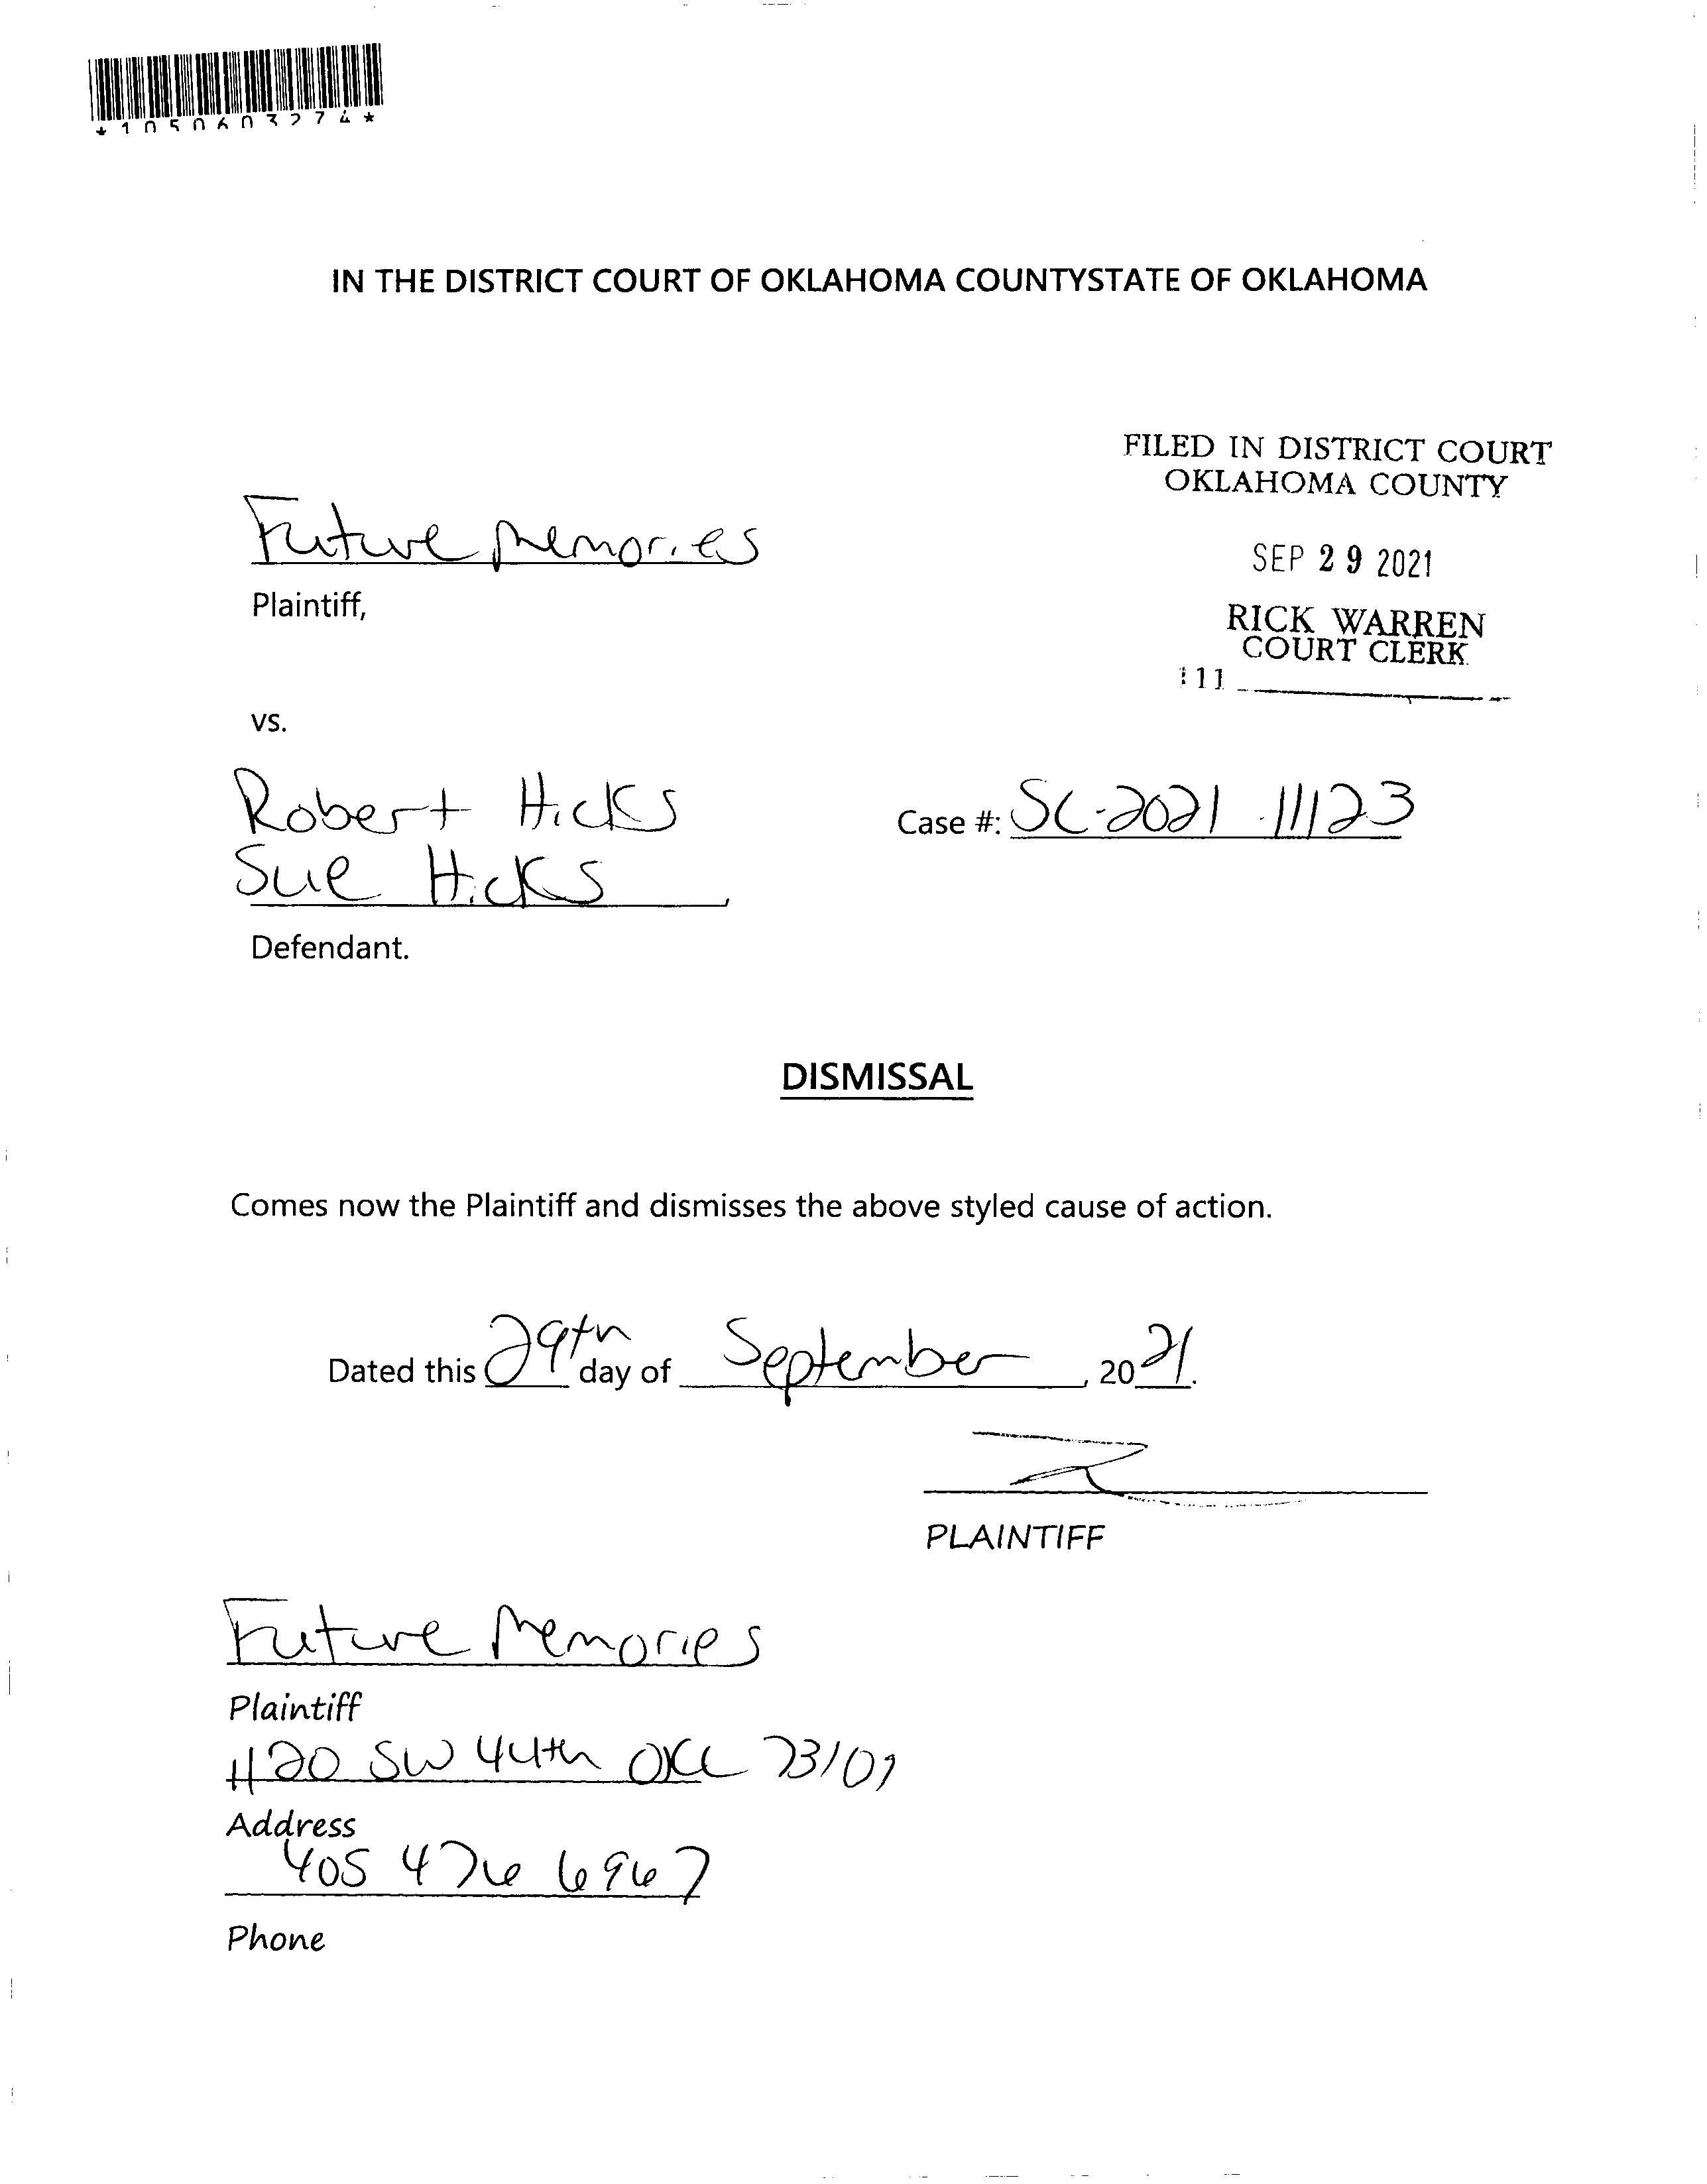 *1050603274*
IN THE DISTRICT COURT OF OKLAHOMA COUNTYSTATE OF OKLAHOMA
FILED IN DISTRICT COURT
OKLAHOMA COUNTY
SEP 29 2021
RICK WARREN
COURT CLERK
111
Future Memories
Plaintiff,
vs.
Robert Hicks
Sue Hicks
Case #: SC-2021-11123
Defendant.
DISMISSAL
Comes now the Plaintiff and dismisses the above styled cause of action.
Dated this 29th day of September, 2021.
PLAINTIFF
Future Memories
Plaintiff
1120 SW 44th OKC 73109
Address
405 476 6967
Phone